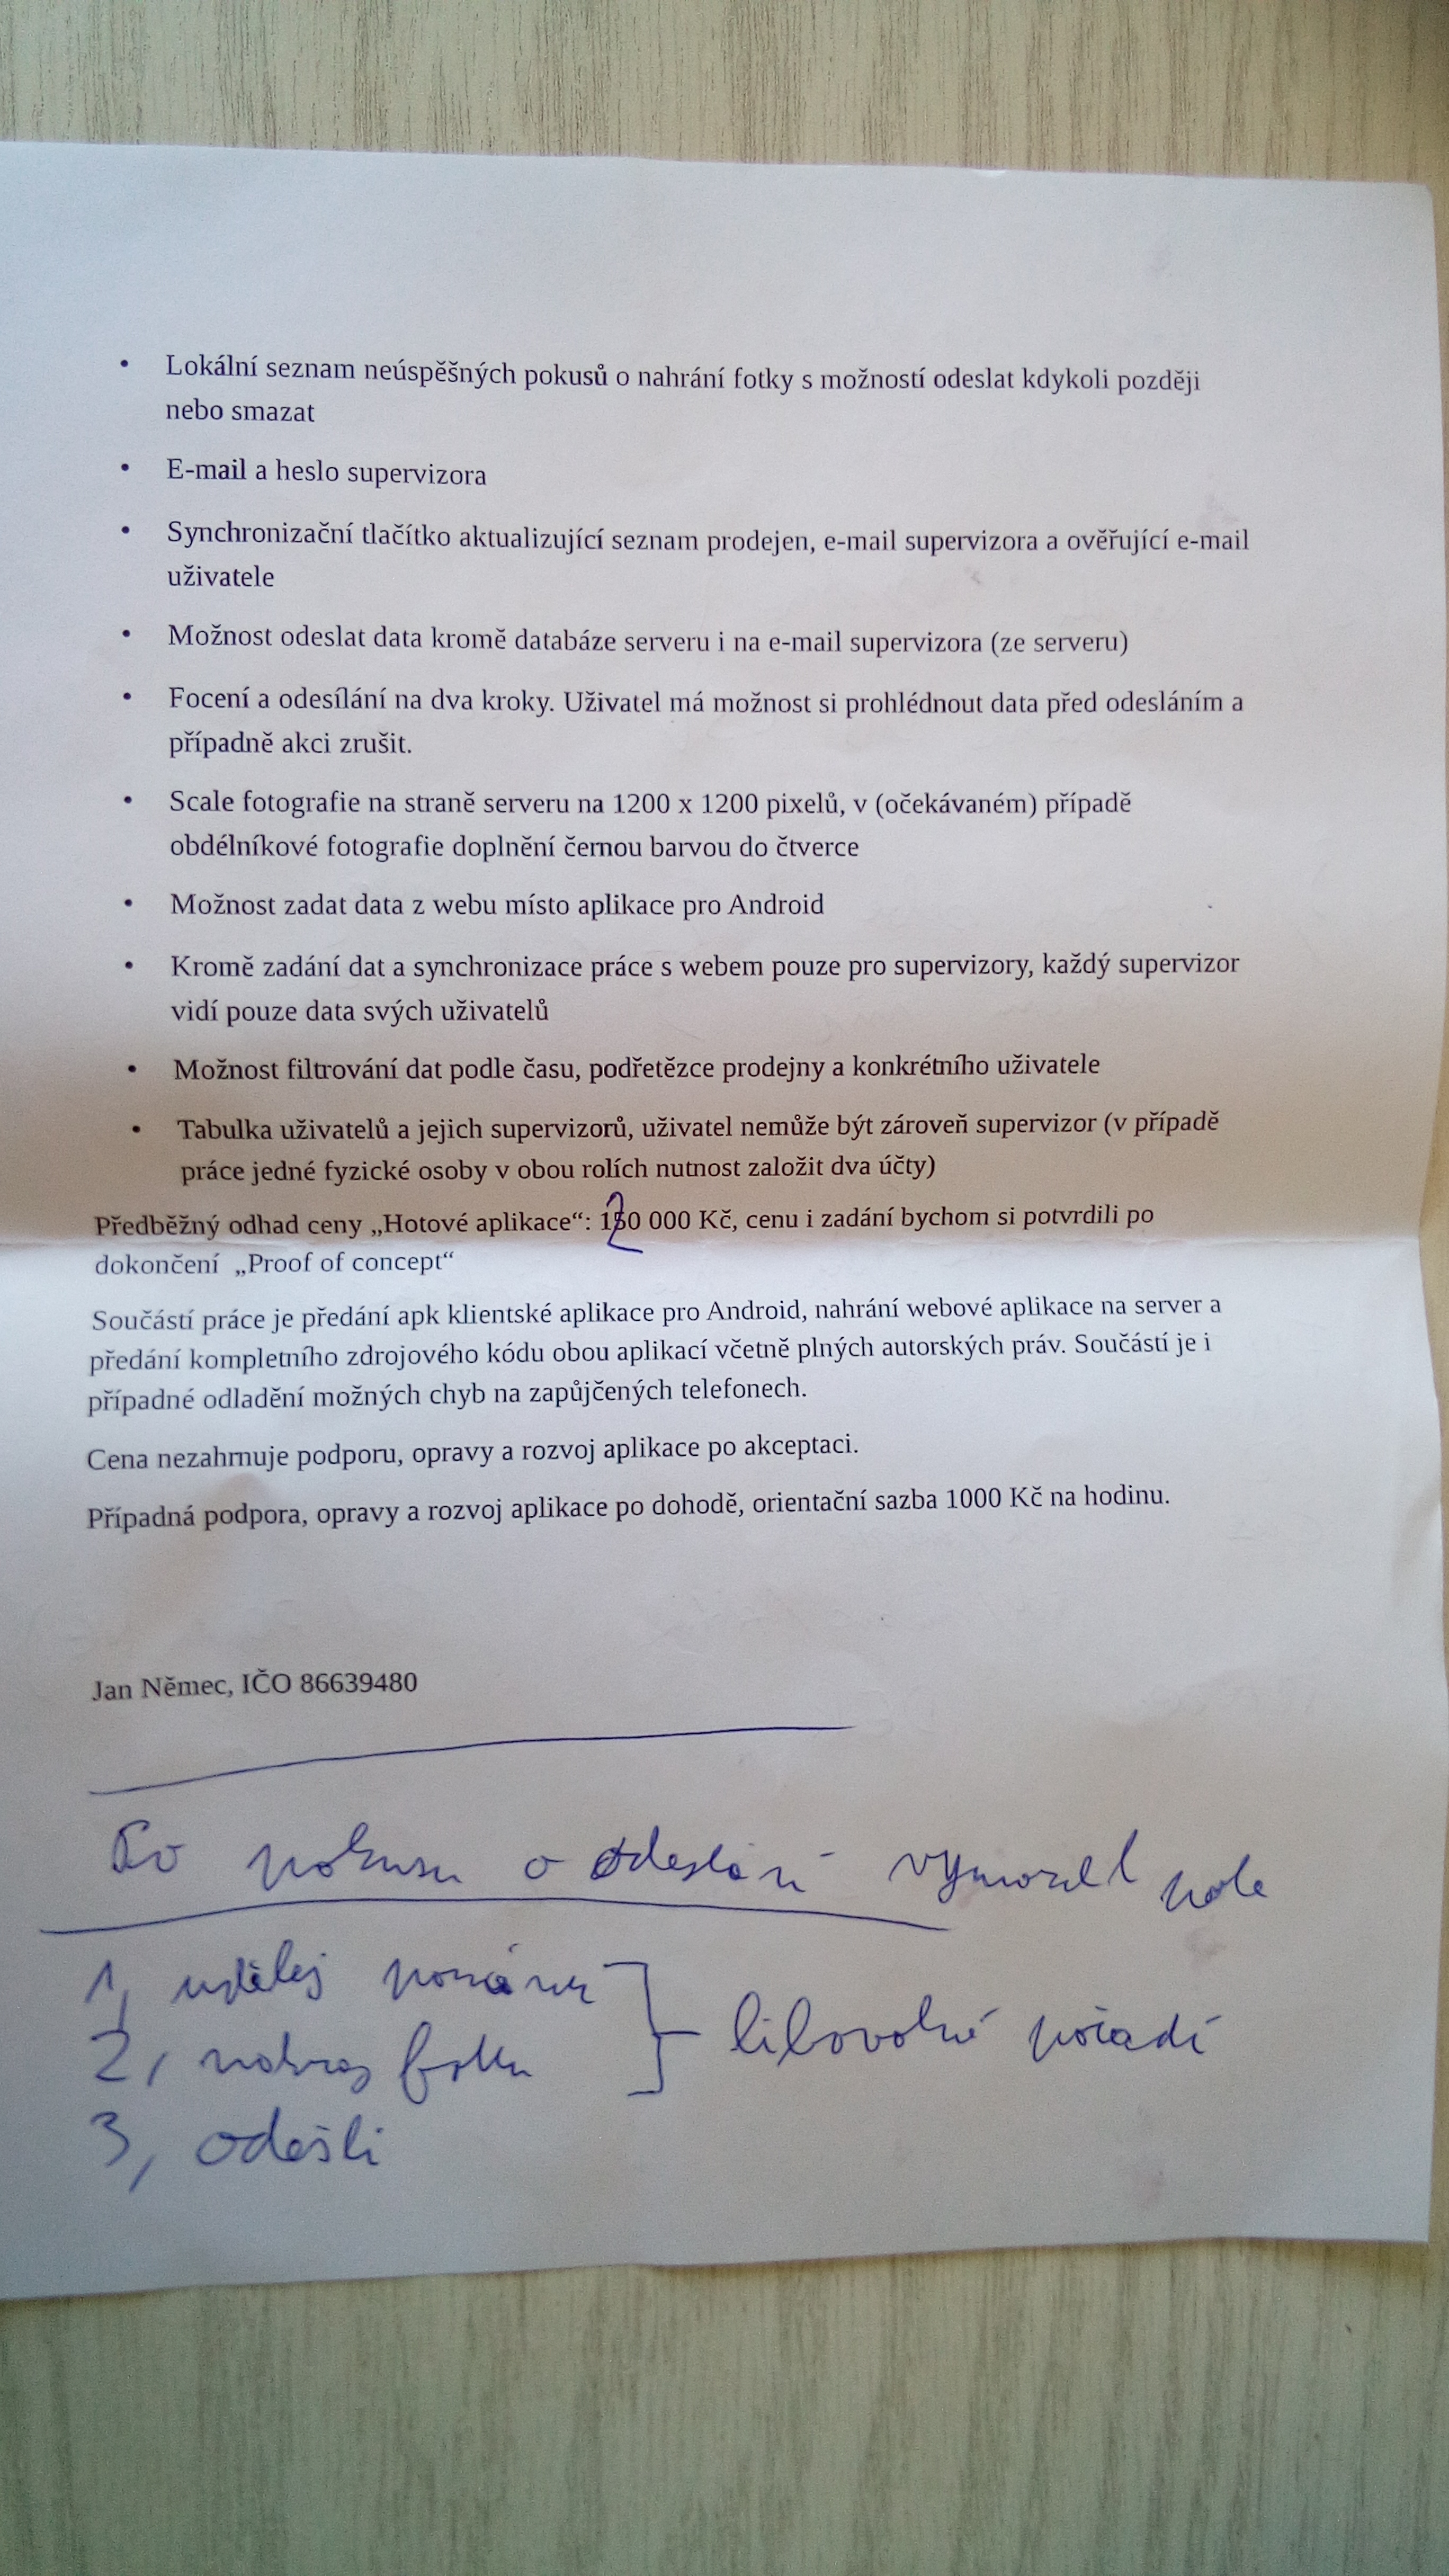 • Lokální seznam neúspěšných pokusů o nahrání fotky s možností odeslat kdykoli později
nebo smazat
• E-mail a heslo supervizora
• Synchronizační tlačítko aktualizující seznam prodejen, e-mail supervizora a ověřující e-mail
uživatele
• Možnost odeslat data kromě databáze serveru i na e-mail supervizora (ze serveru)
• Focení a odesílání na dva kroky. Uživatel má možnost si prohlédnout data před odesláním a
případně akci zrušit.
• Scale fotografie na straně serveru na 1200 x 1200 pixelů, v (očekávaném) případě
obdélníkové fotografie doplnění černou barvou do čtverce
• Možnost zadat data z webu místo aplikace pro Android
• Kromě zadání dat a synchronizace práce s webem pouze pro supervizory, každý supervizor
vidí pouze data svých uživatelů
• Možnost filtrování dat podle času, podřetězce prodejny a konkrétního uživatele
• Tabulka uživatelů a jejich supervizorů, uživatel nemůže být zároveň supervizor (v případě
práce jedné fyzické osoby v obou rolích nutnost založit dva účty)
Předběžný odhad ceny „Hotové aplikace“: 120 000 Kč, cenu i zadání bychom si potvrdili po
dokončení „Proof of concept“
Součástí práce je předání apk klientské aplikace pro Android, nahrání webové aplikace na server a
předání kompletního zdrojového kódu obou aplikací včetně plných autorských práv. Součástí je i
případné odladění možných chyb na zapůjčených telefonech.
Cena nezahrnuje podporu, opravy a rozvoj aplikace po akceptaci.
Případná podpora, opravy a rozvoj aplikace po dohodě, orientační sazba 1000 Kč na hodinu.
Jan Němec, IČO 86639480
Po pokusu o odeslání vymazat pole
1, udělej
2, nahraj fotku
libovolné pořadí
3, odešli